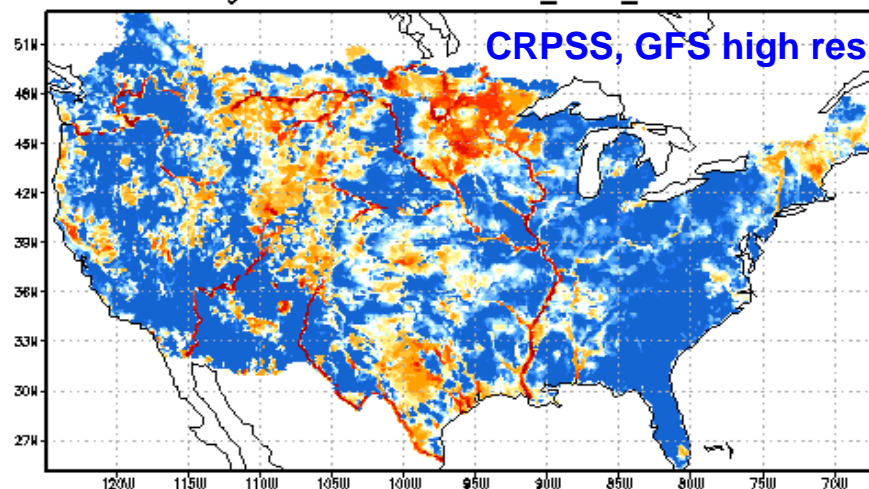 CRPSS, GFS high res
51N
48N
45N
42N
39N
36N
33N
30N
27N
120W 115W 110W 105W 100W 95W 90W 85W 80W 75W 70W